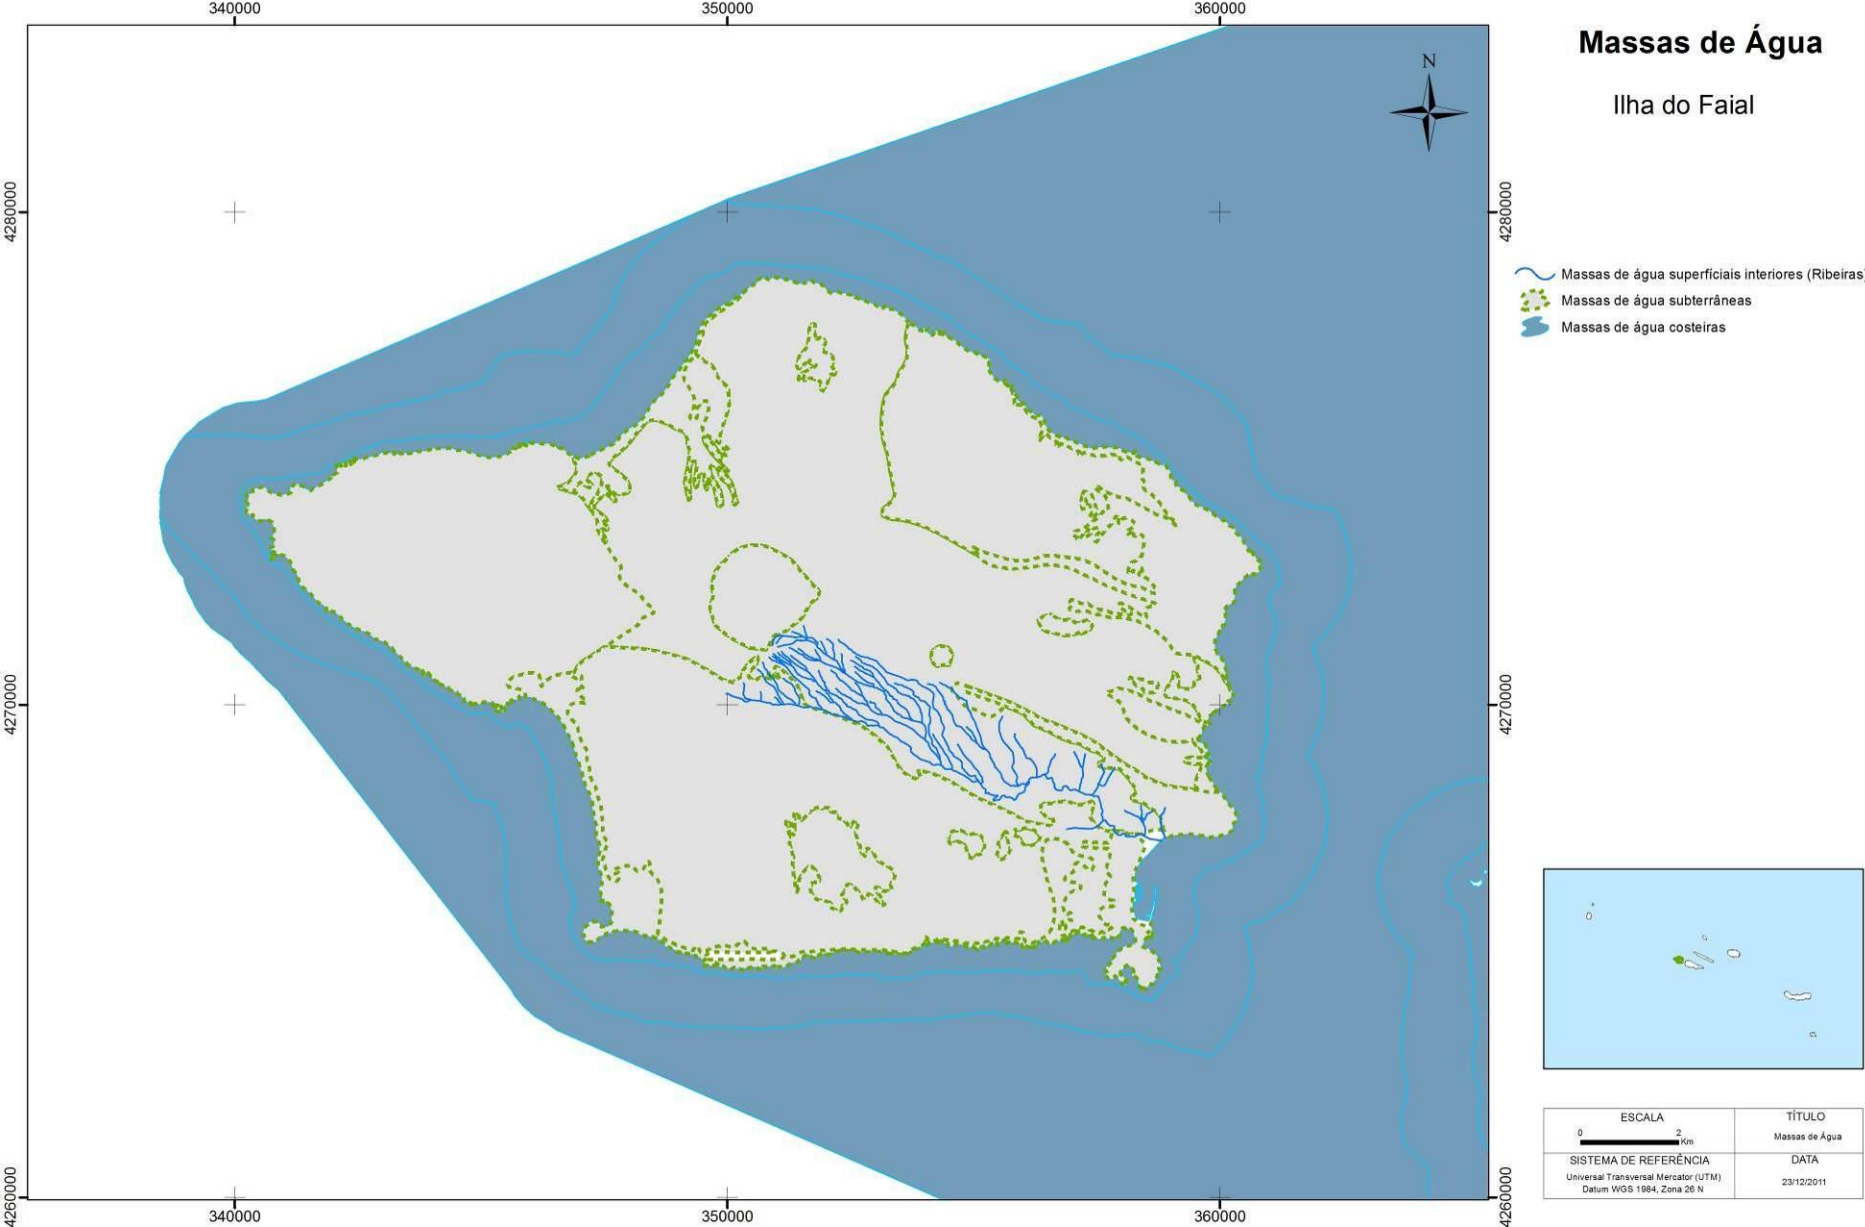 340000
350000
360000
Massas de Água
Ilha do Faial
N
4280000
4280000
Massas de água superfíciais interiores (Ribeiras)
Massas de água subterrâneas
Massas de água costeiras
4270000
4270000
ESCALA
0 2
Km
TÍTULO
Massas de Água
SISTEMA DE REFERÊNCIA
Universal Transversal Mercator (UTM)
Datum WGS 1984, Zona 26 N
DATA
23/12/2011
4260000
4260000
340000
350000
360000